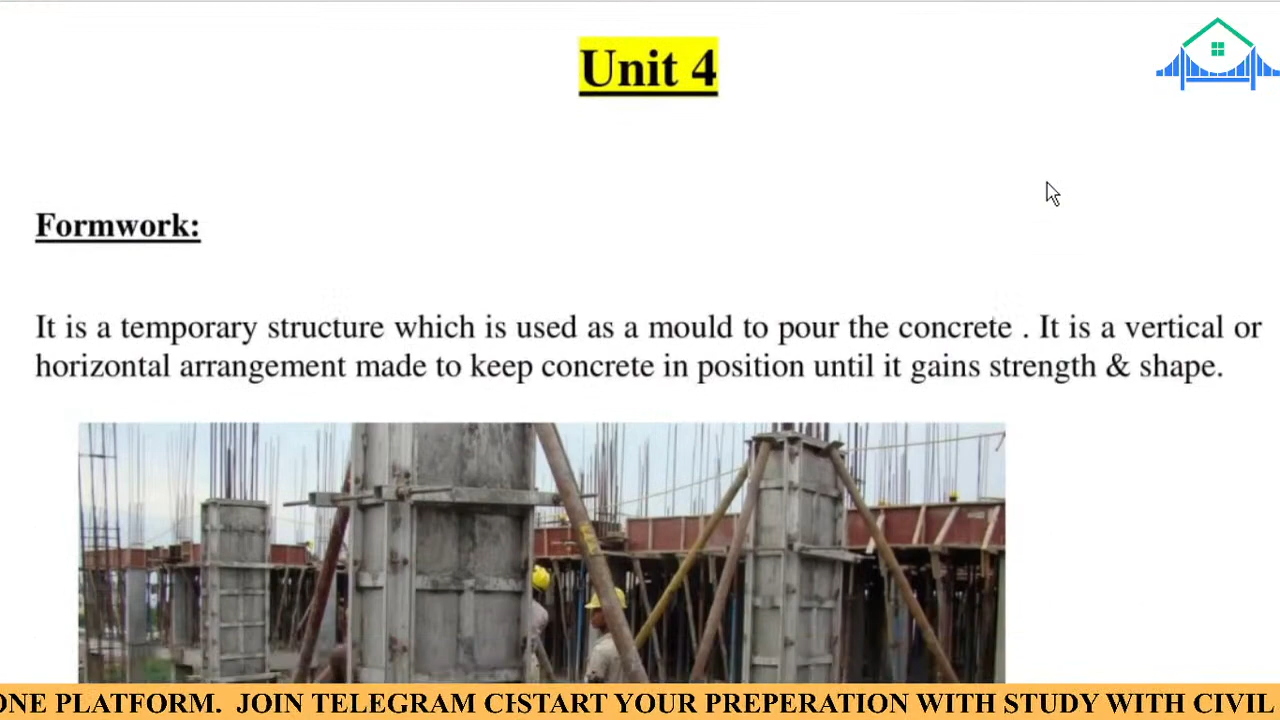 Unit 4
Formwork:
It is a temporary structure which is used as a mould to pour the concrete . It is a vertical or
horizontal arrangement made to keep concrete in position until it gains strength & shape.
ONE PLATFORM. JOIN TELEGRAM CHSTART YOUR PREPERATION WITH STUDY WITH CIVIL